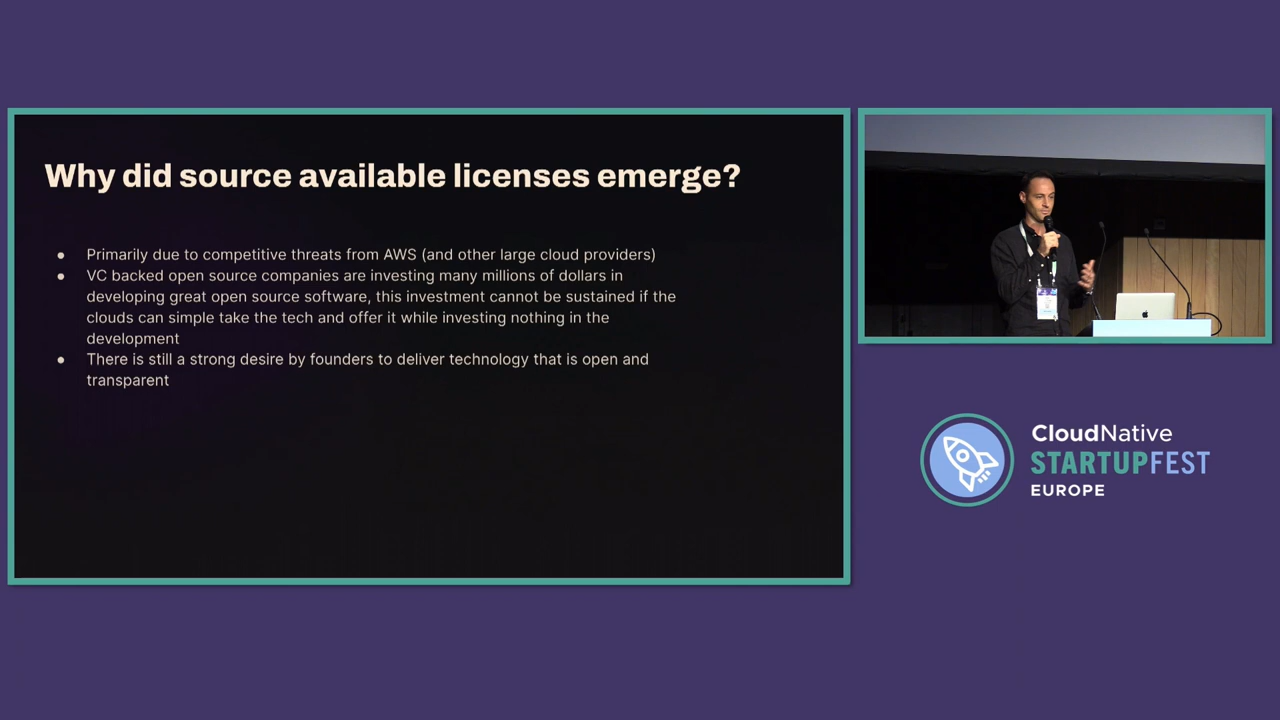 Why did source available licenses emerge?
● Primarily due to competitive threats from AWS (and other large cloud providers)
● VC backed open source companies are investing many millions of dollars in
developing great open source software, this investment cannot be sustained if the
clouds can simple take the tech and offer it while investing nothing in the
development
● There is still a strong desire by founders to deliver technology that is open and
transparent
CloudNative
STARTUPFEST
EUROPE